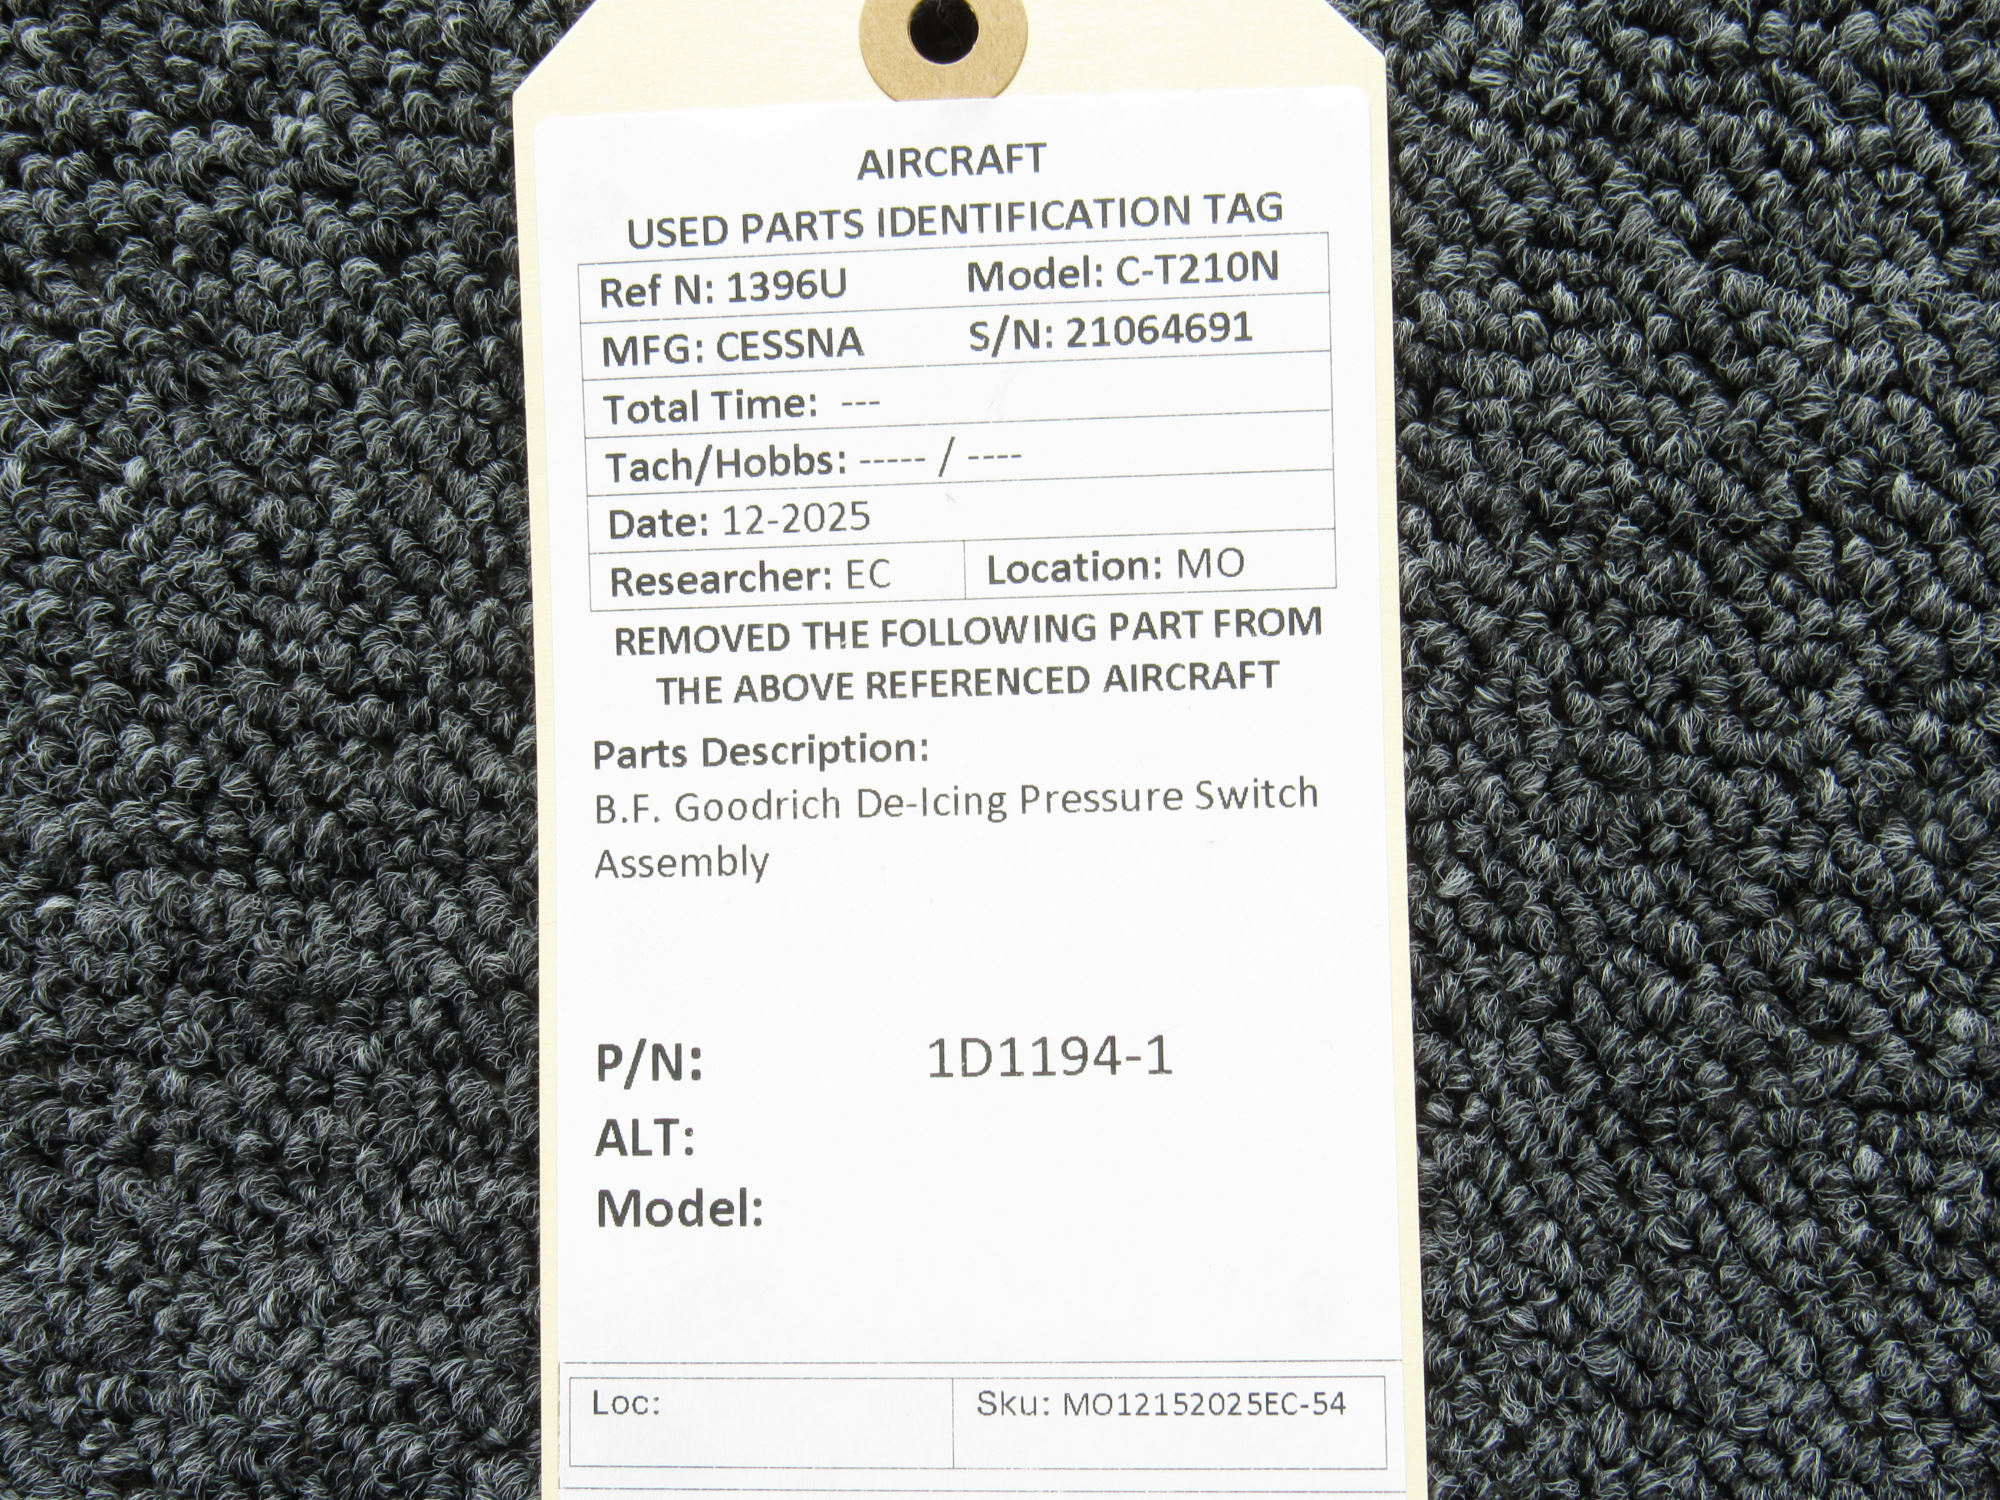 AIRCRAFT
USED PARTS IDENTIFICATION TAG
Ref N: 1396U Model: C-T210N
MFG: CESSNA S/N: 21064691
Total Time: ---
Tach/Hobbs: ----- / ----
Date: 12-2025
Researcher: EC Location: MO
REMOVED THE FOLLOWING PART FROM
THE ABOVE REFERENCED AIRCRAFT
Parts Description:
B.F. Goodrich De-Icing Pressure Switch
Assembly
P/N: 1D1194-1
ALT:
Model:
Loc: Sku: MO12152025EC-54